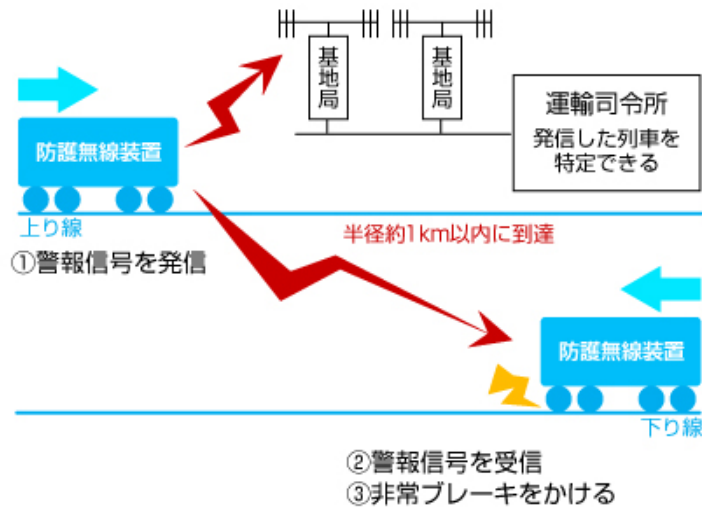 基地局
基地局
運輸司令所
発信した列車を
特定できる
防護無線装置
上り線
半径約1km以内に到達
①警報信号を発信
防護無線装置
下り線
②警報信号を受信
③非常ブレーキをかける